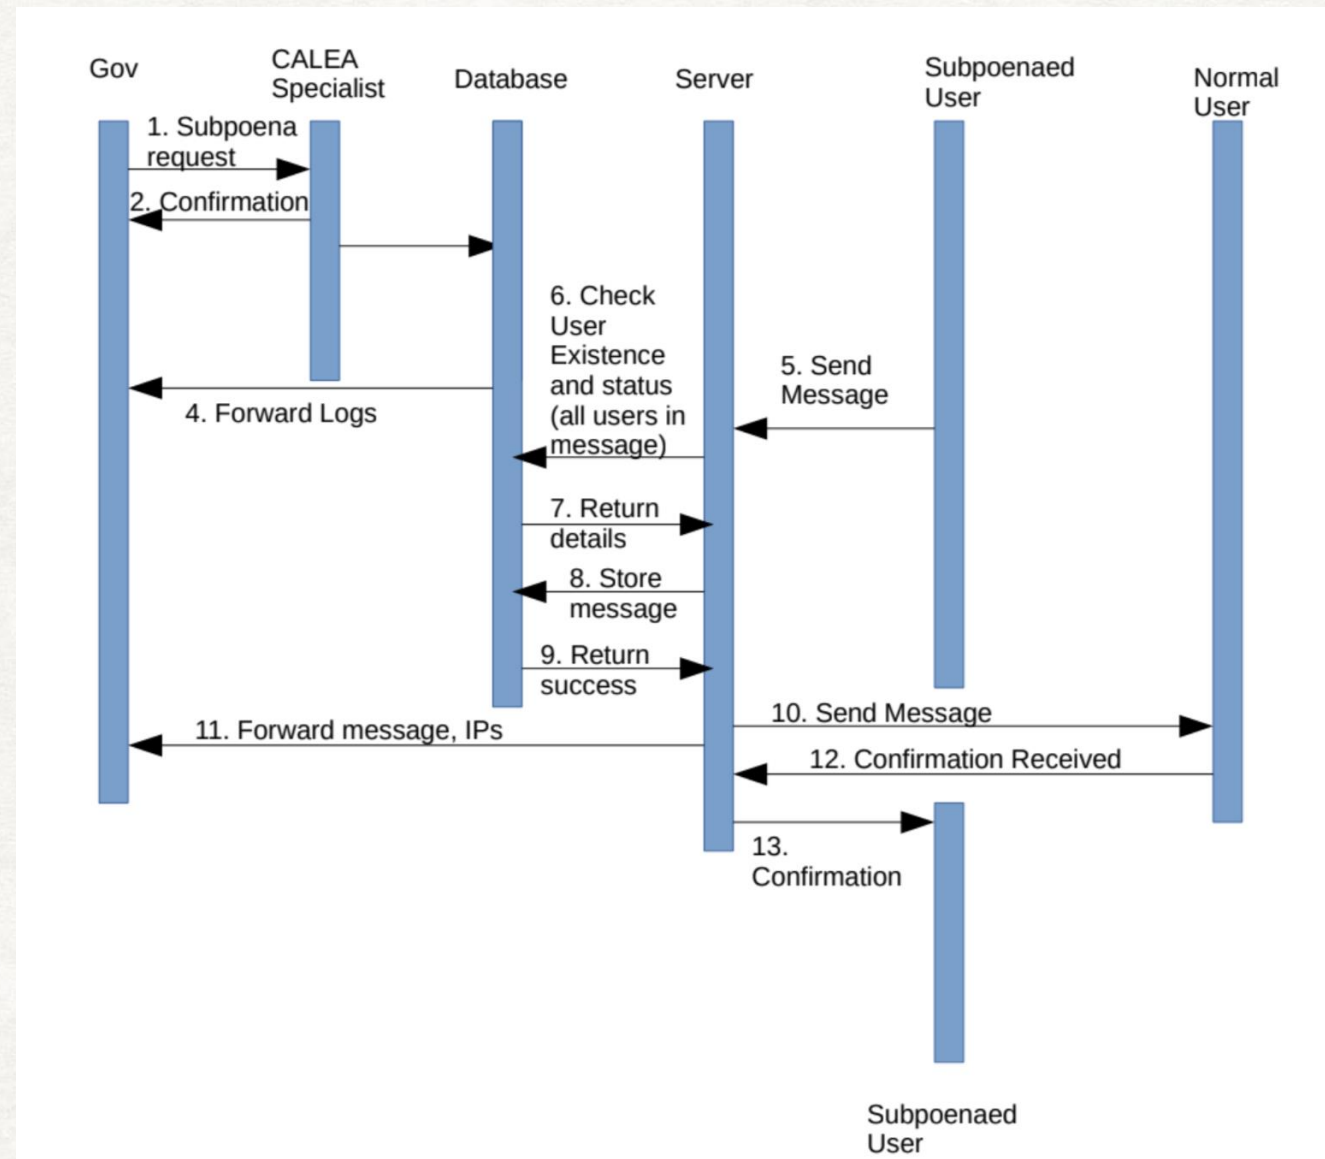 Gov
CALEA
Specialist
Database
Server
Subpoenaed
User
Normal
User
1. Subpoena
request
2. Confirmation
6. Check
User
Existence
and status
(all users in
message)
5. Send
Message
4. Forward Logs
7. Return
details
8. Store
message
9. Return
success
10. Send Message
11. Forward message, IPs
12. Confirmation Received
13.
Confirmation
Subpoenaed
User